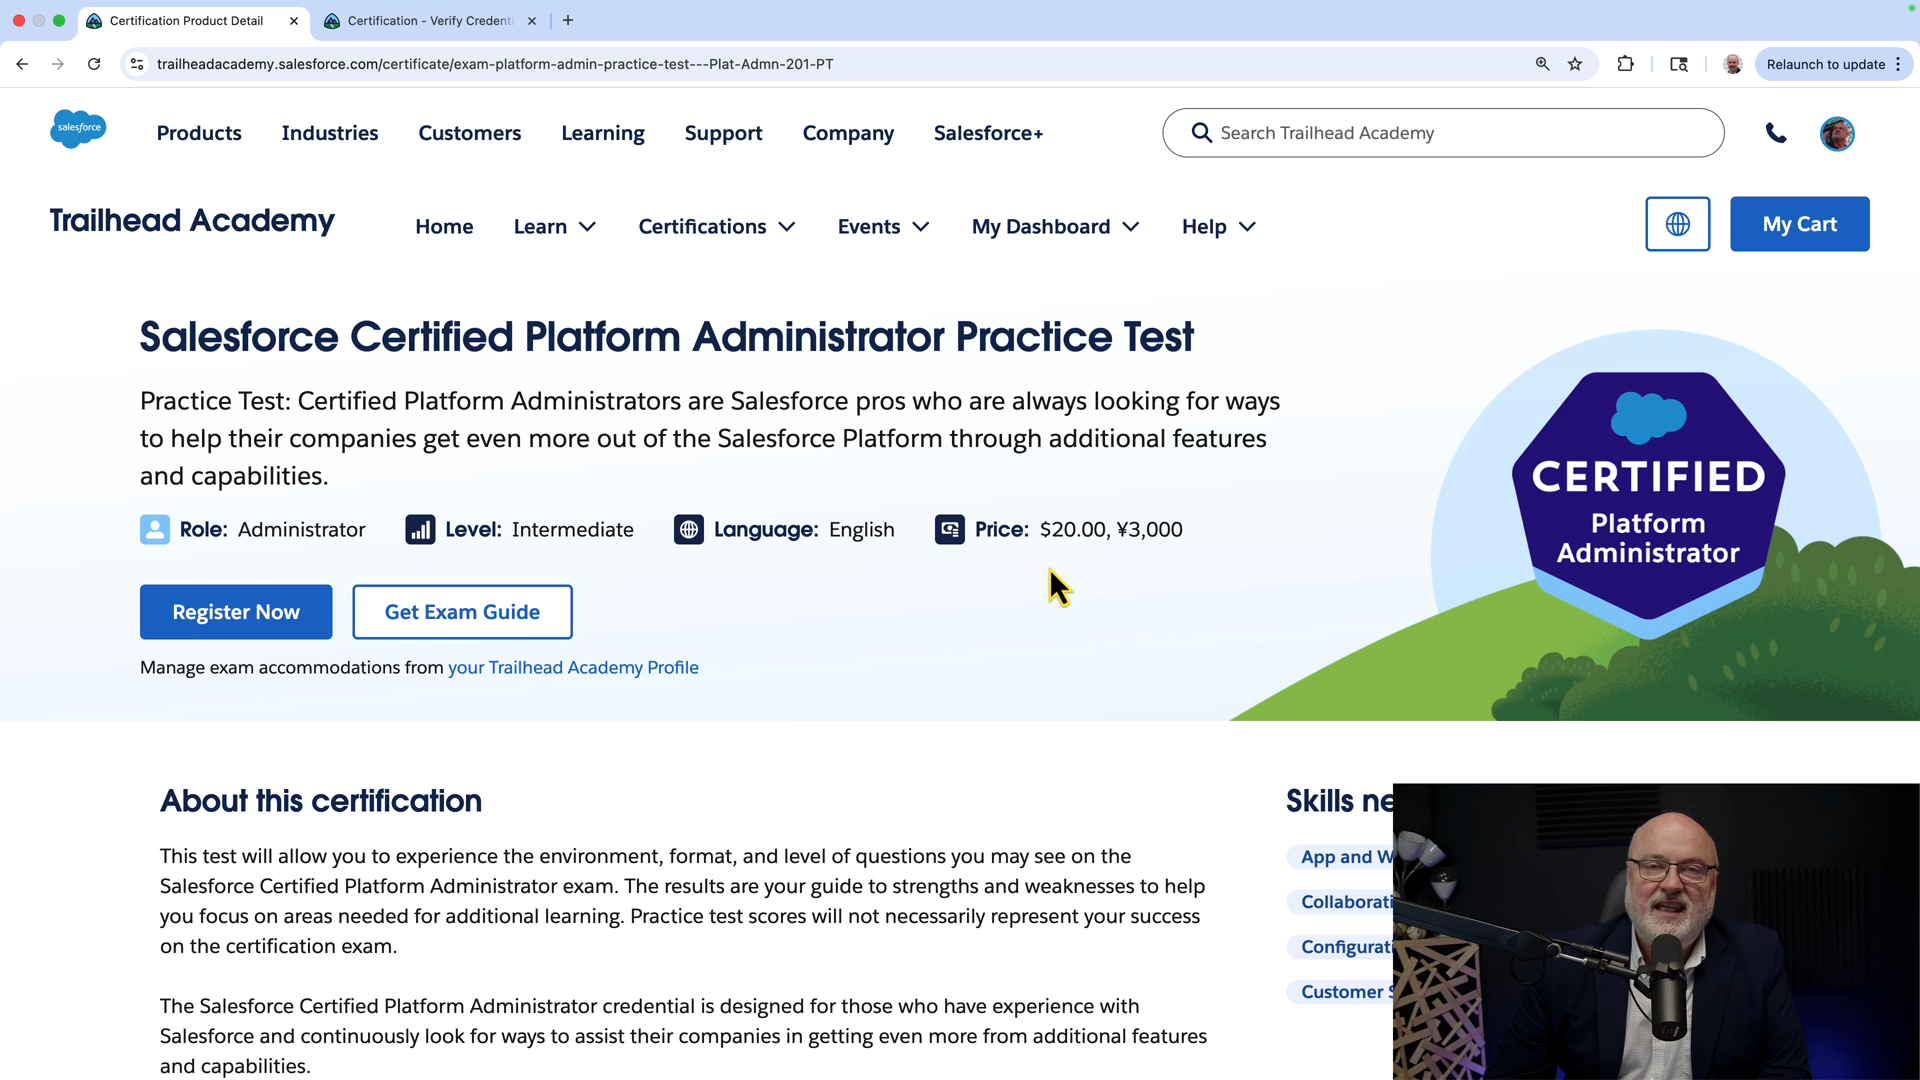 Certification Product Detail
Certification - Verify Credenti
trailheadacademy.salesforce.com/certificate/exam-platform-admin-practice-test---Plat-Admn-201-PT
Relaunch to update
salesforce
Products
Industries
Customers
Learning
Support
Company
Salesforce+
Search Trailhead Academy
Trailhead Academy
Home
Learn
Certifications
Events
My Dashboard
Help
My Cart
Salesforce Certified Platform Administrator Practice Test
Practice Test: Certified Platform Administrators are Salesforce pros who are always looking for ways
to help their companies get even more out of the Salesforce Platform through additional features
and capabilities.
Role: Administrator
Level: Intermediate
Language: English
Price: $20.00, ¥3,000
Register Now
Get Exam Guide
Manage exam accommodations from your Trailhead Academy Profile
CERTIFIED
Platform
Administrator
About this certification
This test will allow you to experience the environment, format, and level of questions you may see on the
Salesforce Certified Platform Administrator exam. The results are your guide to strengths and weaknesses to help
you focus on areas needed for additional learning. Practice test scores will not necessarily represent your success
on the certification exam.
The Salesforce Certified Platform Administrator credential is designed for those who have experience with
Salesforce and continuously look for ways to assist their companies in getting even more from additional features
and capabilities.
Skills ne
App and W
Collaborati
Configurati
Customer S